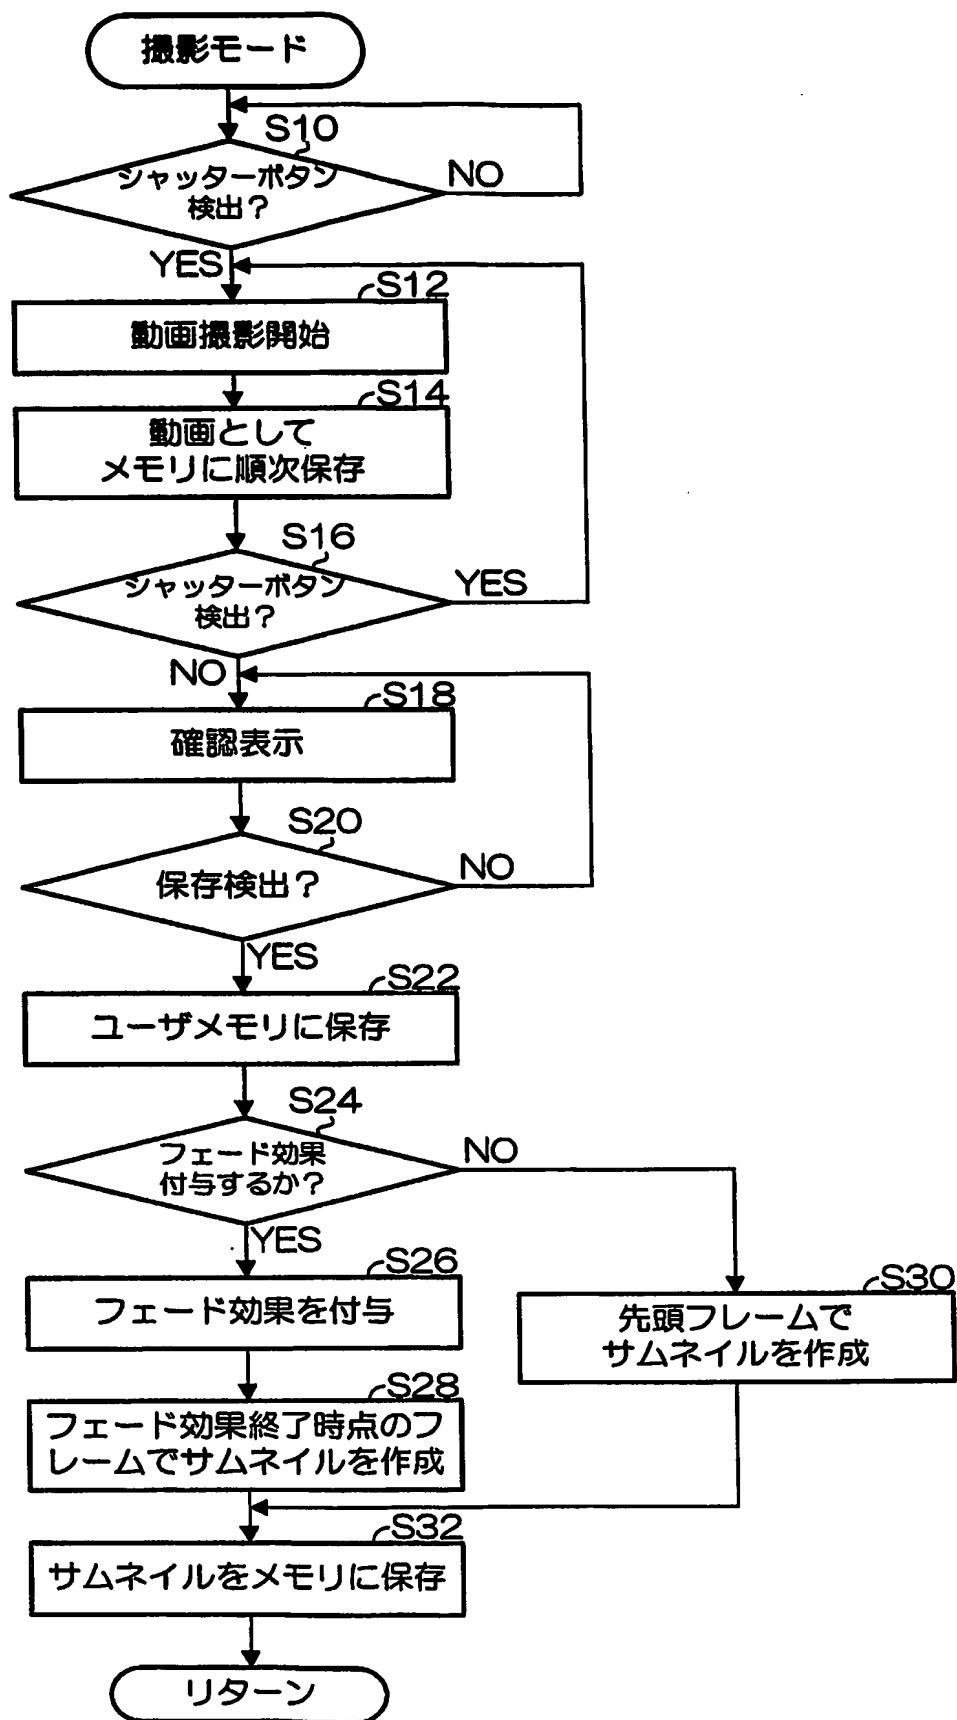 撮影モード
S10
シャッターボタン
検出？
NO
YES
S12
動画撮影開始
S14
動画として
メモリに順次保存
S16
シャッターボタン
検出？
YES
NO
S18
確認表示
S20
保存検出？
NO
YES
S22
ユーザメモリに保存
S24
フェード効果
付与するか？
NO
YES
S26
フェード効果を付与
S30
先頭フレームで
サムネイルを作成
S28
フェード効果終了時点のフ
レームでサムネイルを作成
S32
サムネイルをメモリに保存
リターン